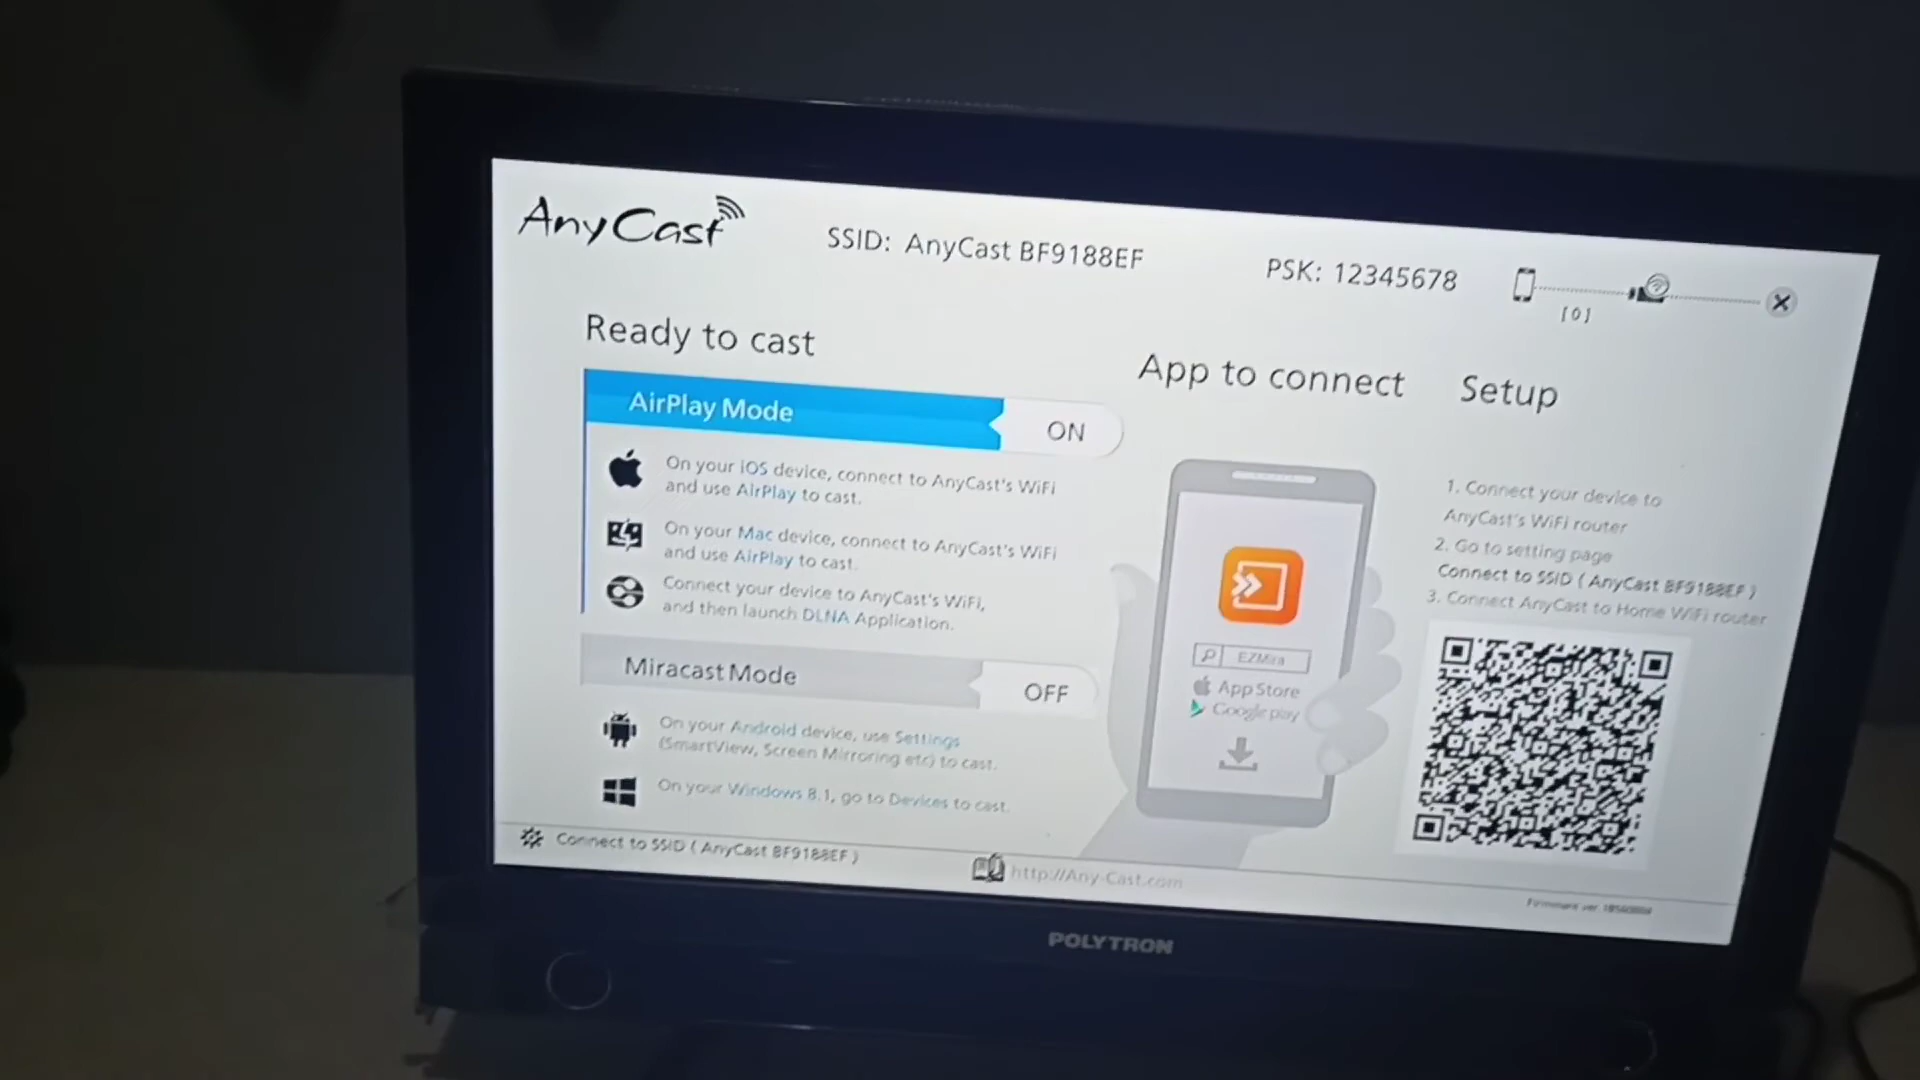 AnyCast
SSID: AnyCast BF9188EF
PSK: 12345678
[0]
Ready to cast
AirPlay Mode
ON
On your iOS device, connect to AnyCast's WiFi
and use AirPlay to cast.
On your Mac device, connect to AnyCast's WiFi
and use AirPlay to cast.
Connect your device to AnyCast's WiFi,
and then launch DLNA Application.
Miracast Mode
OFF
On your Android device, use Settings
(SmartView, Screen Mirroring etc) to cast.
On your Windows 8.1, go to Devices to cast.
App to connect
EZMira
App Store
Google play
Setup
1. Connect your device to
AnyCast's WiFi router
2. Go to setting page
Connect to SSID ( AnyCast BF9188EF )
3. Connect AnyCast to Home WiFi router
Connect to SSID ( AnyCast BF9188EF )
http://Any-Cast.com
Firmware ver
POLYTRON